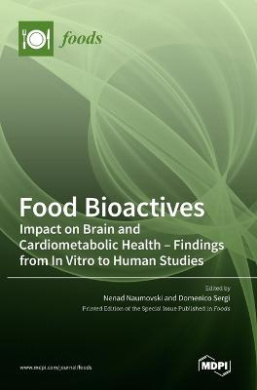 foods
Food Bioactives
Impact on Brain and
Cardiometabolic Health – Findings
from In Vitro to Human Studies
Edited by
Nenad Naumovski and Domenico Sergi
Printed Edition of the Special Issue Published in Foods
www.mdpi.com/journal/foods
MDPI